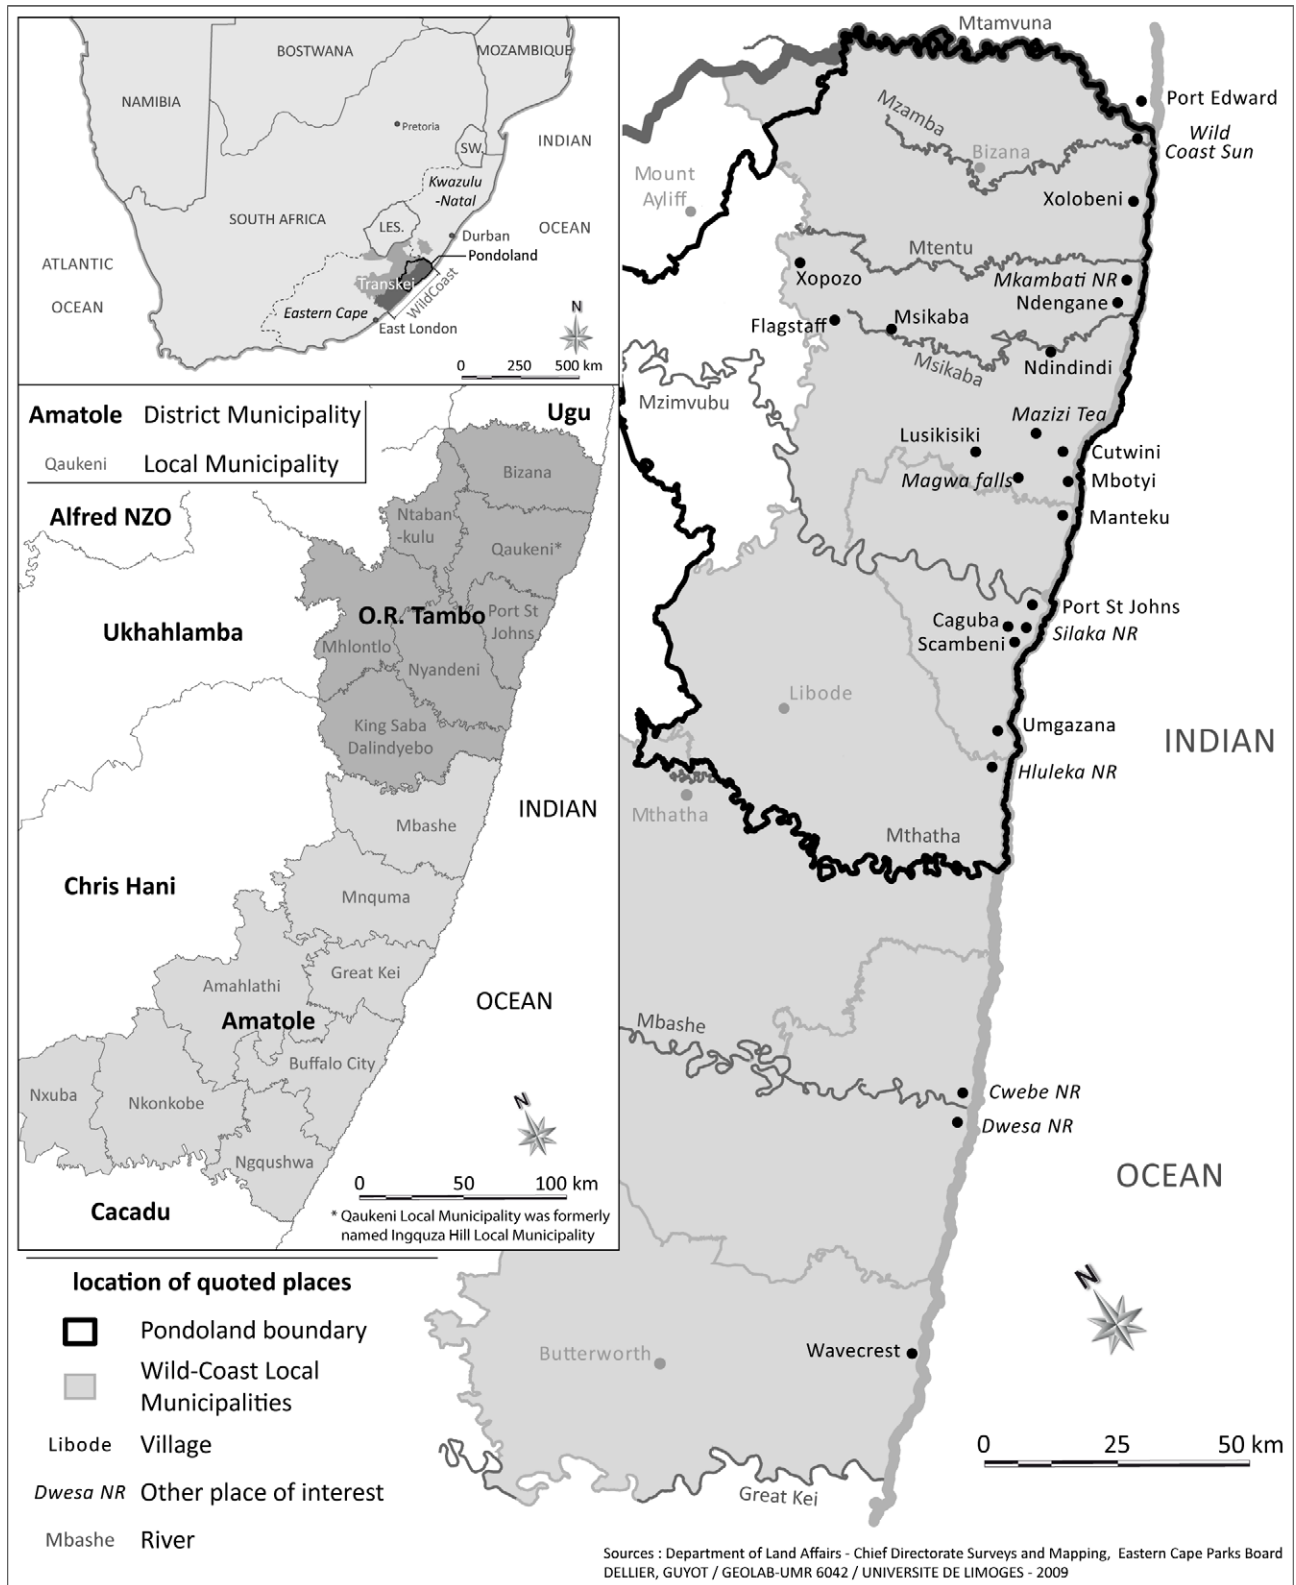 BOSTWANA
MOZAMBIQUE
NAMIBIA
Pretoria
INDIAN
SW.
Kwazulu
-Natal
SOUTH AFRICA
LES.
OCEAN
Durban
Pondoland
ATLANTIC
OCEAN
Transkei
WildCoast
Eastern Cape
East London
N
0 250 500 km
Amatole District Municipality
Qaukeni Local Municipality
Ugu
Bizana
Alfred NZO
Ntaban
-kulu
Qaukeni*
O.R. Tambo
Port St
Johns
Ukhahlamba
Mhlontlo
Nyandeni
King Saba
Dalindyebo
INDIAN
Mbashe
Chris Hani
Mnquma
Great Kei
Amahlathi
OCEAN
Amatole
Buffalo City
Nxuba
Nkonkobe
N
Ngqushwa
0 50 100 km
Cacadu
* Qaukeni Local Municipality was formerly
named Ingquza Hill Local Municipality
Mtamvuna
Port Edward
Mzamba
Wild
Coast Sun
Bizana
Mount
Ayliff
Xolobeni
Mtentu
Xopozo
Mkambati NR
Ndengane
Flagstaff
Msikaba
Msikaba
Ndindindi
Mzimvubu
Mazizi Tea
Lusikisiki
Cutwini
Magwa falls
Mbotyi
Manteku
Port St Johns
Caguba
Silaka NR
Scambeni
Libode
Umgazana
INDIAN
Hluleka NR
Mthatha
Mthatha
Mbashe
Cwebe NR
Dwesa NR
OCEAN
N
Butterworth
Wavecrest
0 25 50 km
Great Kei
location of quoted places
Pondoland boundary
Wild-Coast Local
Municipalities
Libode Village
Dwesa NR Other place of interest
Mbashe River
Sources : Department of Land Affairs - Chief Directorate Surveys and Mapping, Eastern Cape Parks Board
DELLIER, GUYOT / GEOLAB-UMR 6042 / UNIVERSITE DE LIMOGES - 2009